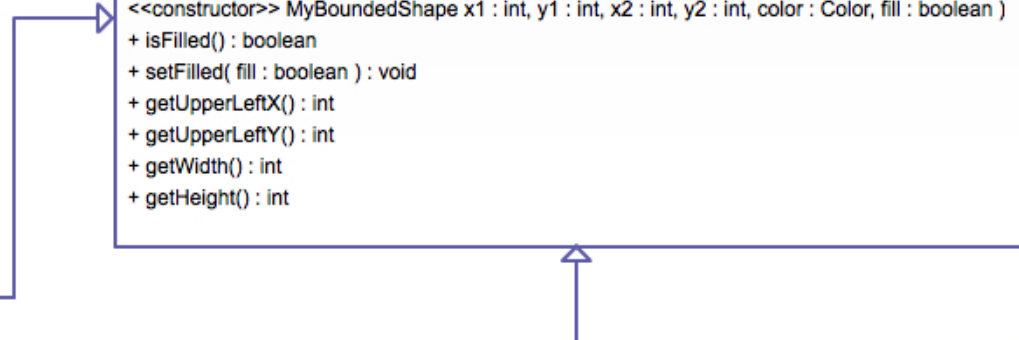 <<constructor>> MyBoundedShape x1 : int, y1 : int, x2 : int, y2 : int, color : Color, fill : boolean )
+ isFilled() : boolean
+ setFilled( fill : boolean ) : void
+ getUpperLeftX() : int
+ getUpperLeftY() : int
+ getWidth() : int
+ getHeight() : int